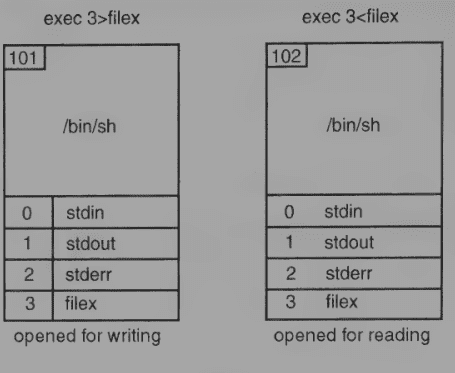 exec 3>filex
101
/bin/sh
0 stdin
1 stdout
2 stderr
3 filex
opened for writing
exec 3<filex
102
/bin/sh
0 stdin
1 stdout
2 stderr
3 filex
opened for reading